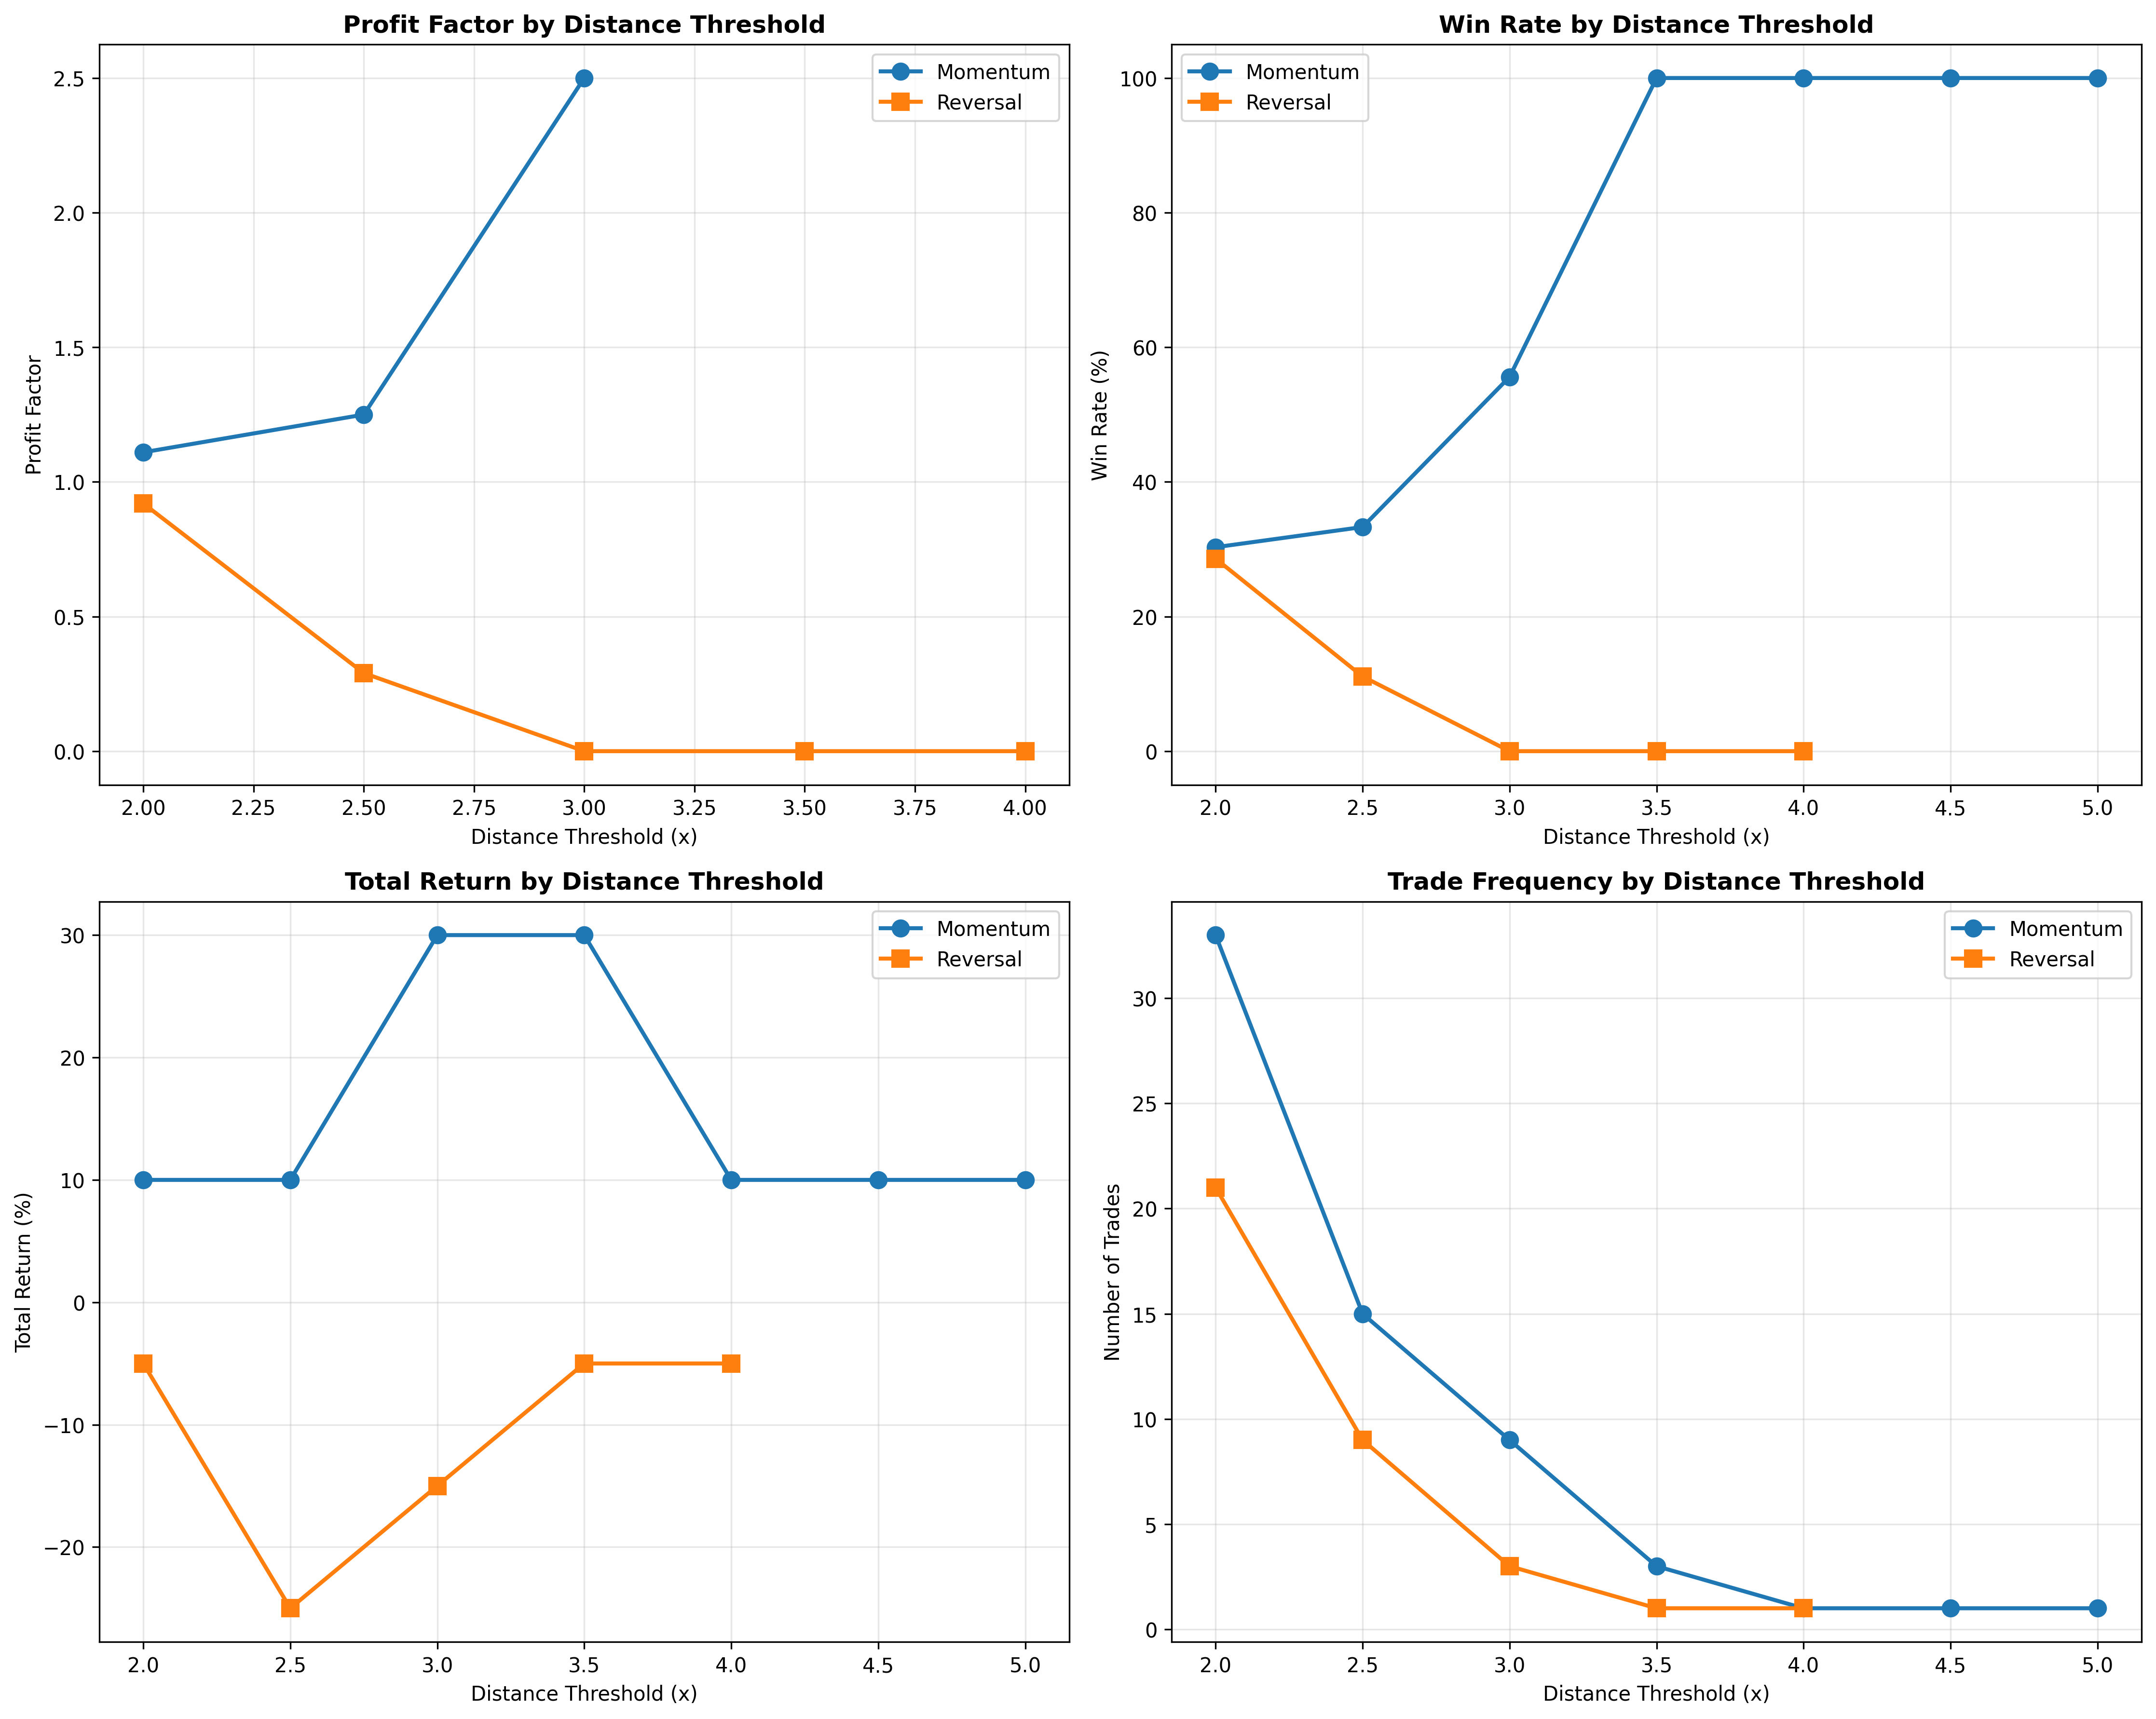 Profit Factor by Distance Threshold
2.5
2.0
1.5
1.0
0.5
0.0
Profit Factor
Momentum
Reversal
2.00 2.25 2.50 2.75 3.00 3.25 3.50 3.75 4.00
Distance Threshold (x)
Win Rate by Distance Threshold
100
80
60
40
20
0
Win Rate (%)
Momentum
Reversal
2.0 2.5 3.0 3.5 4.0 4.5 5.0
Distance Threshold (x)
Total Return by Distance Threshold
30
20
10
0
−10
−20
Total Return (%)
Momentum
Reversal
2.0 2.5 3.0 3.5 4.0 4.5 5.0
Distance Threshold (x)
Trade Frequency by Distance Threshold
30
25
20
15
10
5
0
Number of Trades
Momentum
Reversal
2.0 2.5 3.0 3.5 4.0 4.5 5.0
Distance Threshold (x)